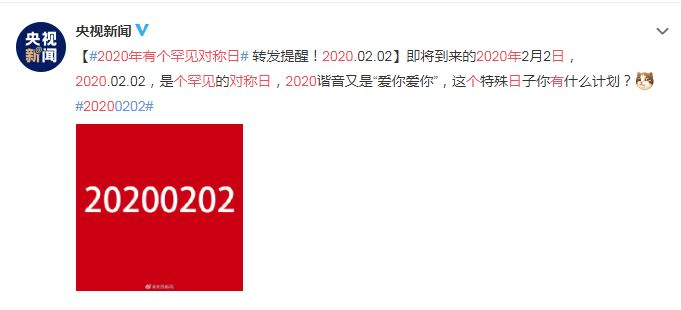 央视新闻
央视
新闻
【#2020年有个罕见对称日# 转发提醒！2020.02.02】即将到来的2020年2月2日，
2020.02.02，是个罕见的对称日，2020谐音又是“爱你爱你”，这个特殊日子你有什么计划？
#20200202#
20200202
@央视新闻